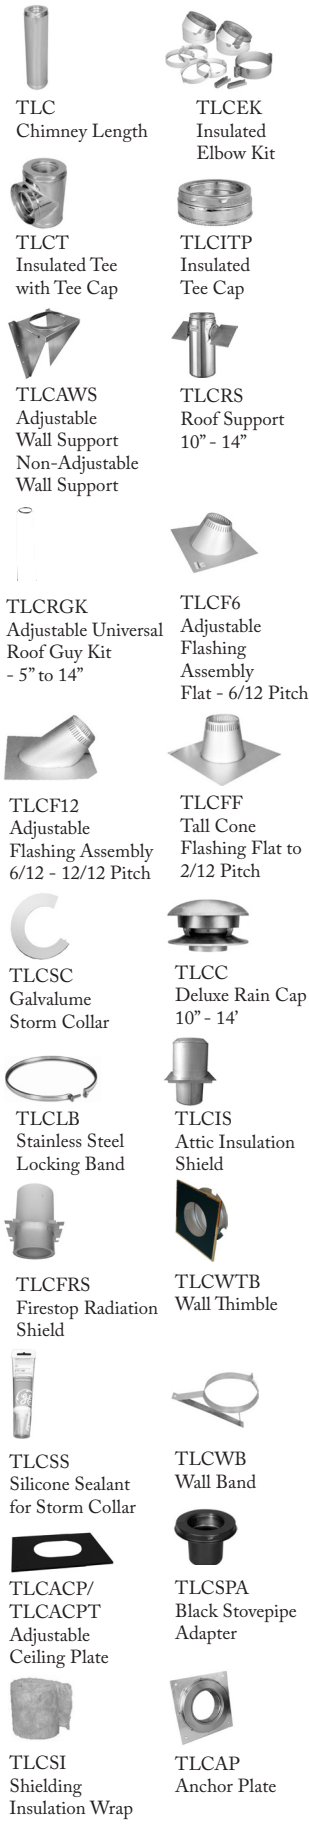 TLC
Chimney Length
TLCEK
Insulated
Elbow Kit
TLCT
Insulated Tee
with Tee Cap
TLCITP
Insulated
Tee Cap
TLCAWS
Adjustable
Wall Support
Non-Adjustable
Wall Support
TLCRS
Roof Support
10” - 14”
TLCRGK
Adjustable Universal
Roof Guy Kit
- 5” to 14”
TLCF6
Adjustable
Flashing
Assembly
Flat - 6/12 Pitch
TLCF12
Adjustable
Flashing Assembly
6/12 - 12/12 Pitch
TLCFF
Tall Cone
Flashing Flat to
2/12 Pitch
TLCSC
Galvalume
Storm Collar
TLCC
Deluxe Rain Cap
10” - 14’
TLCLB
Stainless Steel
Locking Band
TLCIS
Attic Insulation
Shield
TLCFRS
Firestop Radiation
Shield
TLCWTB
Wall Thimble
TLCSS
Silicone Sealant
for Storm Collar
TLCWB
Wall Band
TLCACP/
TLCACPT
Adjustable
Ceiling Plate
TLCSPA
Black Stovepipe
Adapter
TLCSI
Shielding
Insulation Wrap
TLCAP
Anchor Plate